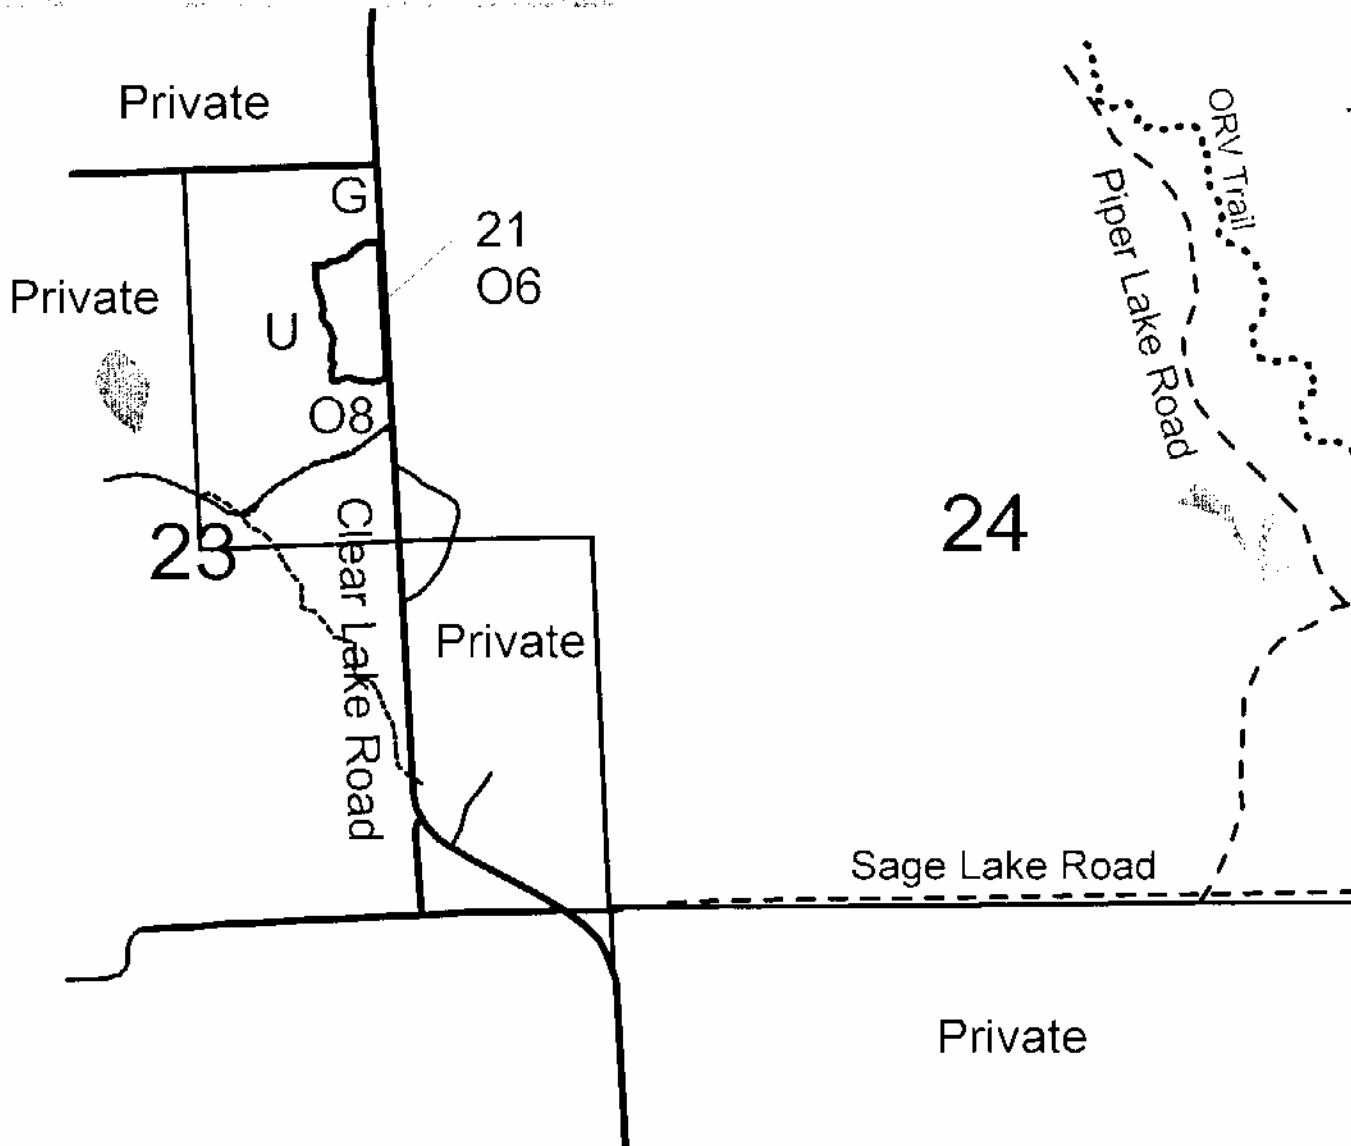 Private
ORV Trail
G
Piper Lake Road
21
O6
Private
U
O8
Clear Lake Road
24
23
Private
Sage Lake Road
Private